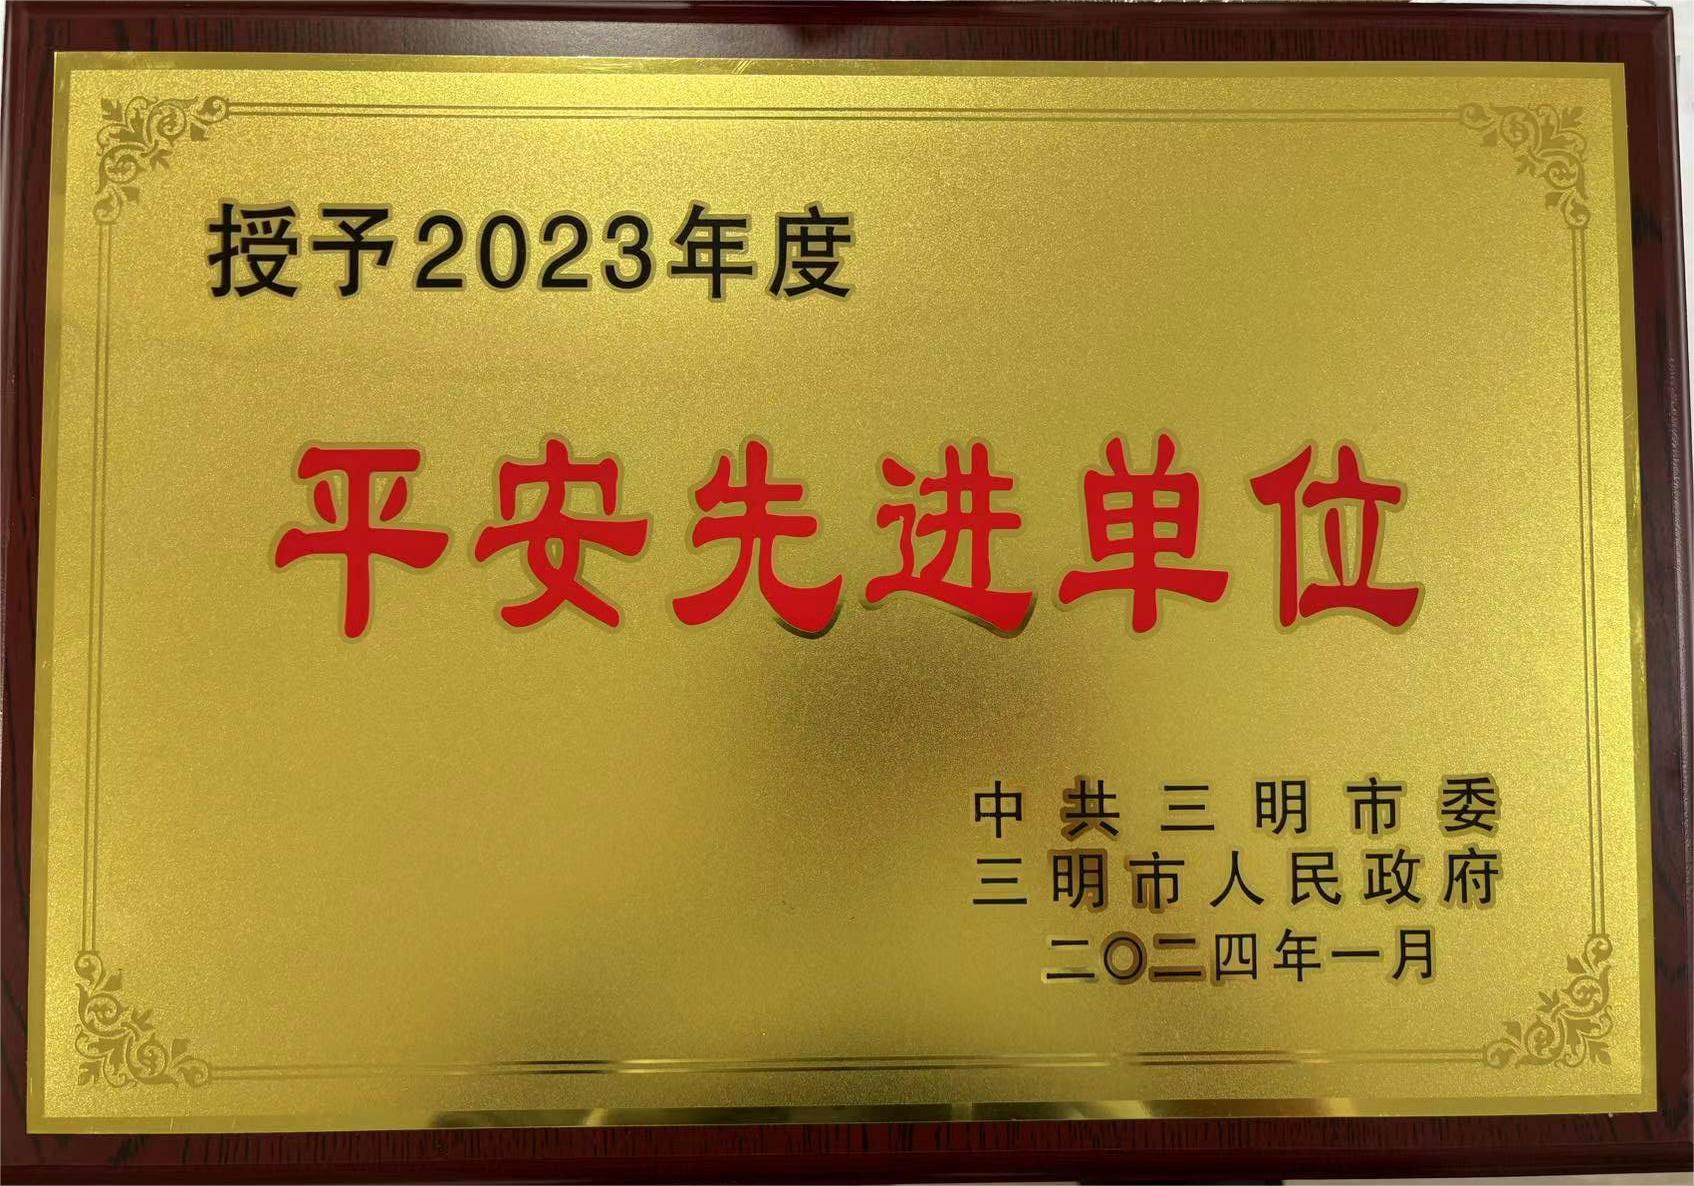 授予2023年度
平安先进单位
中共三明市委
三明市人民政府
二〇二四年一月